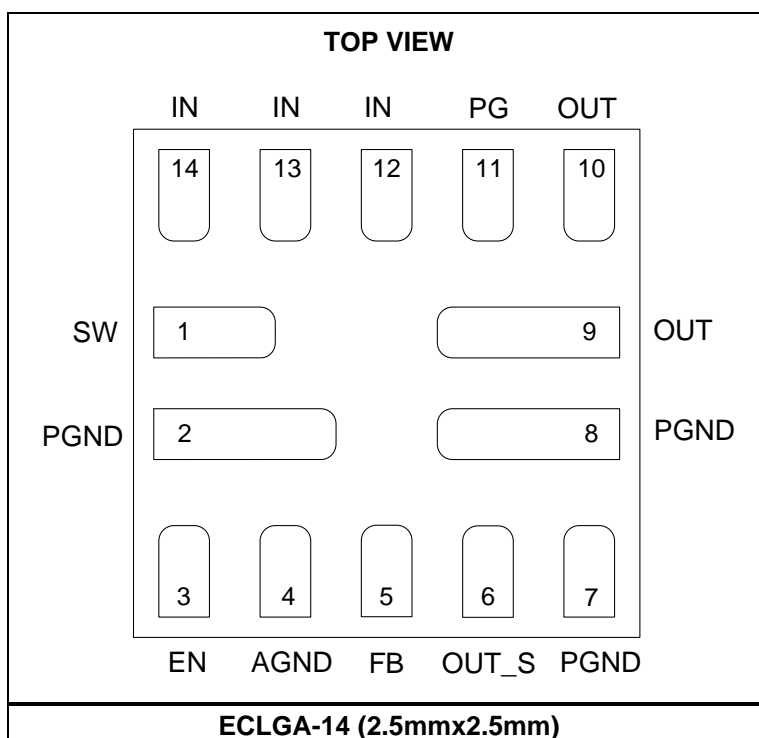 TOP VIEW
IN IN IN PG OUT
14 13 12 11 10
SW 1 9 OUT
PGND 2 8 PGND
3 4 5 6 7
EN AGND FB OUT_S PGND
ECLGA-14 (2.5mmx2.5mm)